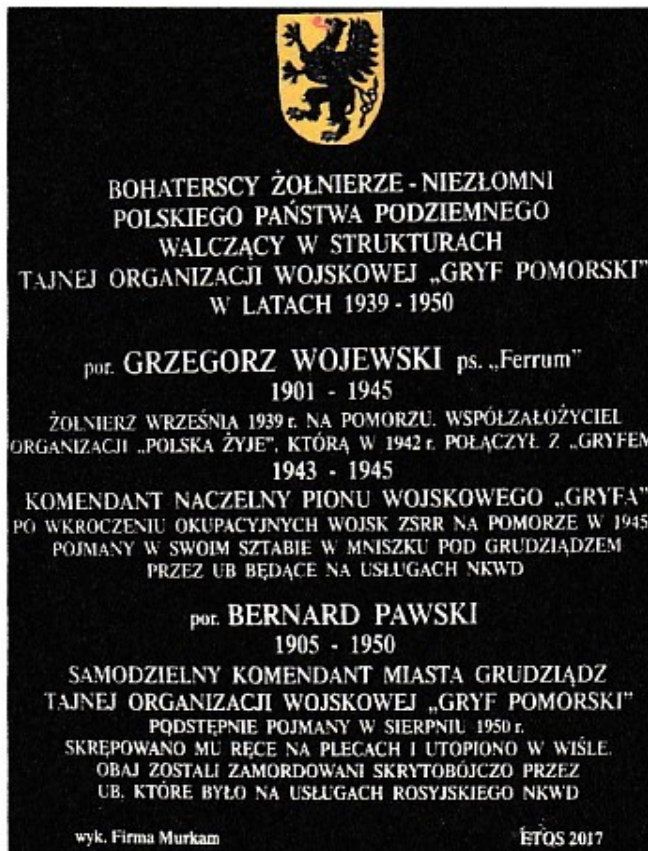 BOHATERSCY ŻOŁNIERZE - NIEZŁOMNI
POLSKIEGO PAŃSTWA PODZIEMNEGO
WALCZĄCY W STRUKTURACH
TAJNEJ ORGANIZACJI WOJSKOWEJ „GRYF POMORSKI”
W LATACH 1939 - 1950
por. GRZEGORZ WOJEWSKI ps. „Ferrum”
1901 - 1945
ŻOŁNIERZ WRZEŚNIA 1939 r. NA POMORZU. WSPÓŁZAŁOŻYCIEL
ORGANIZACJI „POLSKA ŻYJE”, KTÓRĄ W 1942 r. POŁĄCZYŁ Z „GRYFEM
1943 - 1945
KOMENDANT NACZELNY PIONU WOJSKOWEGO „GRYFA”
PO WKROCZENIU OKUPACYJNYCH WOJSK ZSRR NA POMORZE W 1945
POJMANY W SWOIM SZTABIE W MNISZKU POD GRUDZIĄDZEM
PRZEZ UB BĘDĄCE NA USŁUGACH NKWD
por. BERNARD PAWSKI
1905 - 1950
SAMODZIELNY KOMENDANT MIASTA GRUDZIĄDZ
TAJNEJ ORGANIZACJI WOJSKOWEJ „GRYF POMORSKI”
PODSTĘPNIE POJMANY W SIERPNIU 1950 r.
SKRĘPOWANO MU RĘCE NA PLECACH I UTOPIONO W WIŚLE.
OBAJ ZOSTALI ZAMORDOWANI SKRYTOBÓJCZO PRZEZ
UB, KTÓRE BYŁO NA USŁUGACH ROSYJSKIEGO NKWD
wyk. Firma Murkam ETOS 2017